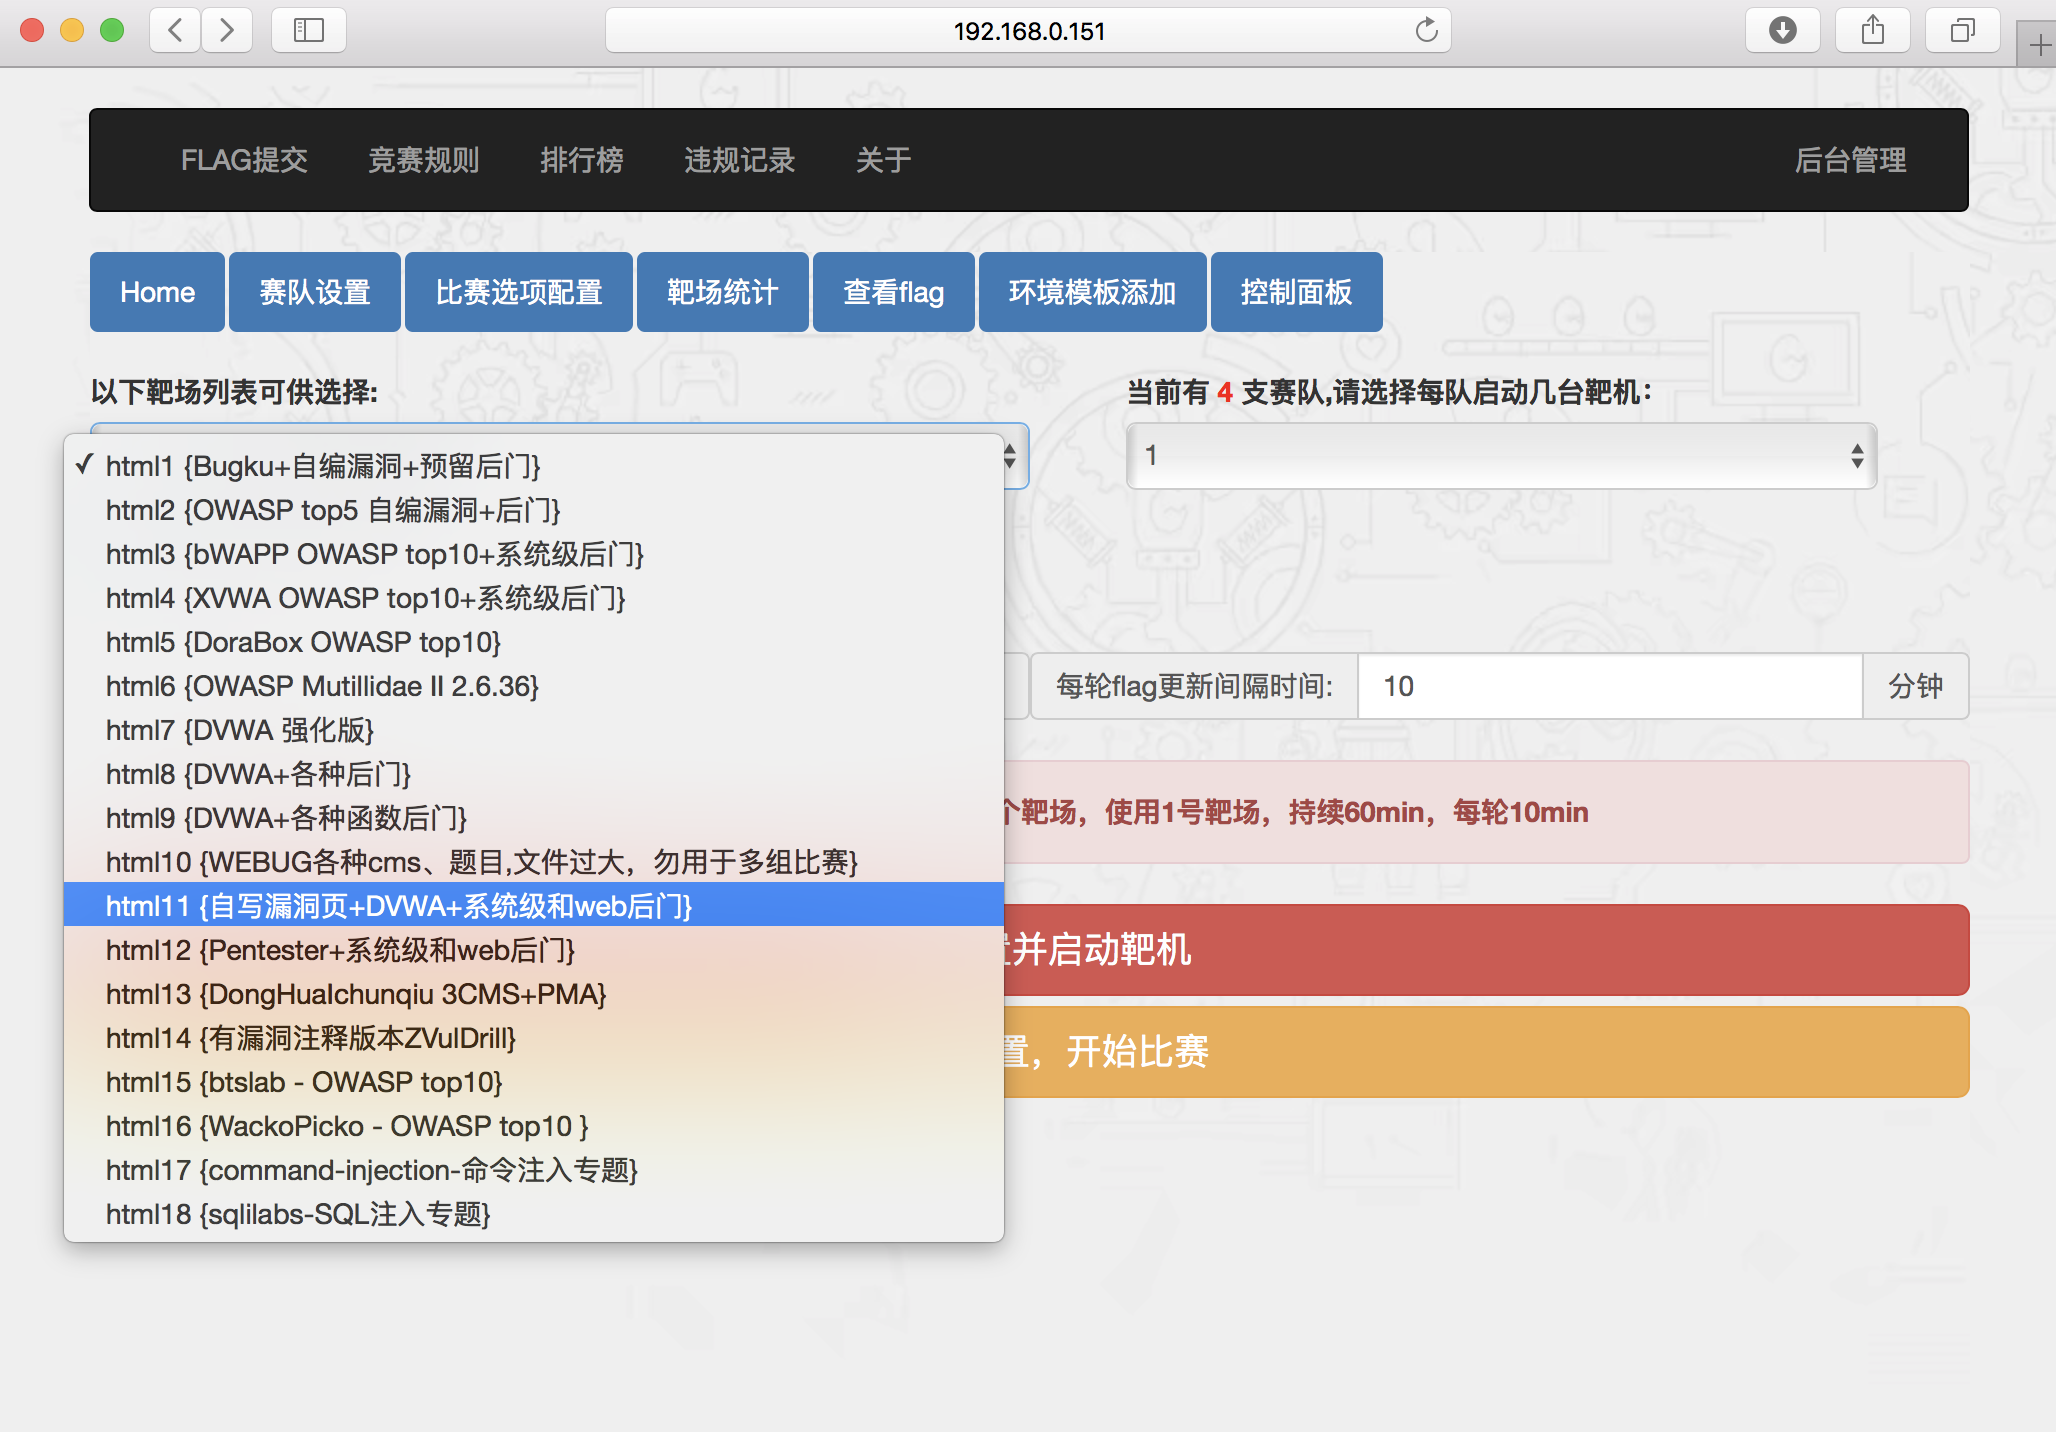 192.168.0.151
FLAG提交 竞赛规则 排行榜 违规记录 关于 后台管理
Home 赛队设置 比赛选项配置 靶场统计 查看flag 环境模板添加 控制面板
以下靶场列表可供选择:
当前有 4 支赛队,请选择每队启动几台靶机：
1
✓ html1 {Bugku+自编漏洞+预留后门}
html2 {OWASP top5 自编漏洞+后门}
html3 {bWAPP OWASP top10+系统级后门}
html4 {XVWA OWASP top10+系统级后门}
html5 {DoraBox OWASP top10}
html6 {OWASP Mutillidae II 2.6.36}
html7 {DVWA 强化版}
html8 {DVWA+各种后门}
html9 {DVWA+各种函数后门}
html10 {WEBUG各种cms、题目,文件过大，勿用于多组比赛}
html11 {自写漏洞页+DVWA+系统级和web后门}
html12 {Pentester+系统级和web后门}
html13 {DongHuaIchunqiu 3CMS+PMA}
html14 {有漏洞注释版本ZVulDrill}
html15 {btslab - OWASP top10}
html16 {WackoPicko - OWASP top10 }
html17 {command-injection-命令注入专题}
html18 {sqlilabs-SQL注入专题}
每轮flag更新间隔时间: 10 分钟
个靶场，使用1号靶场，持续60min，每轮10min
并启动靶机
置，开始比赛